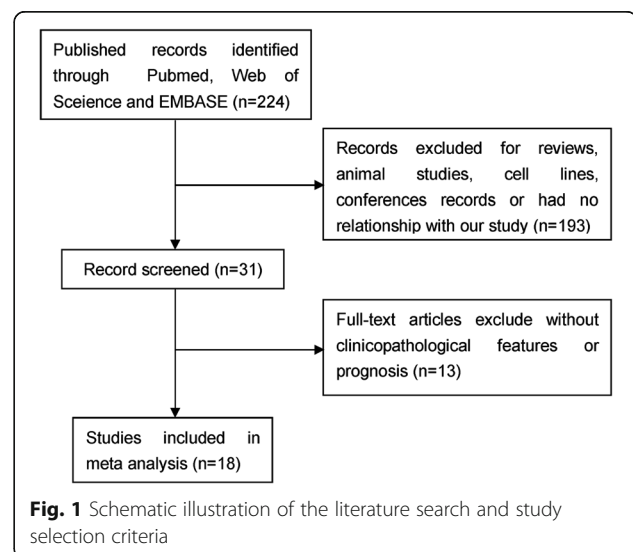 Published records identified
through Pubmed, Web of
Sceience and EMBASE (n=224)
Records excluded for reviews,
animal studies, cell lines,
conferences records or had no
relationship with our study (n=193)
Record screened (n=31)
Full-text articles exclude without
clinicopathological features or
prognosis (n=13)
Studies included in
meta analysis (n=18)
Fig. 1 Schematic illustration of the literature search and study
selection criteria